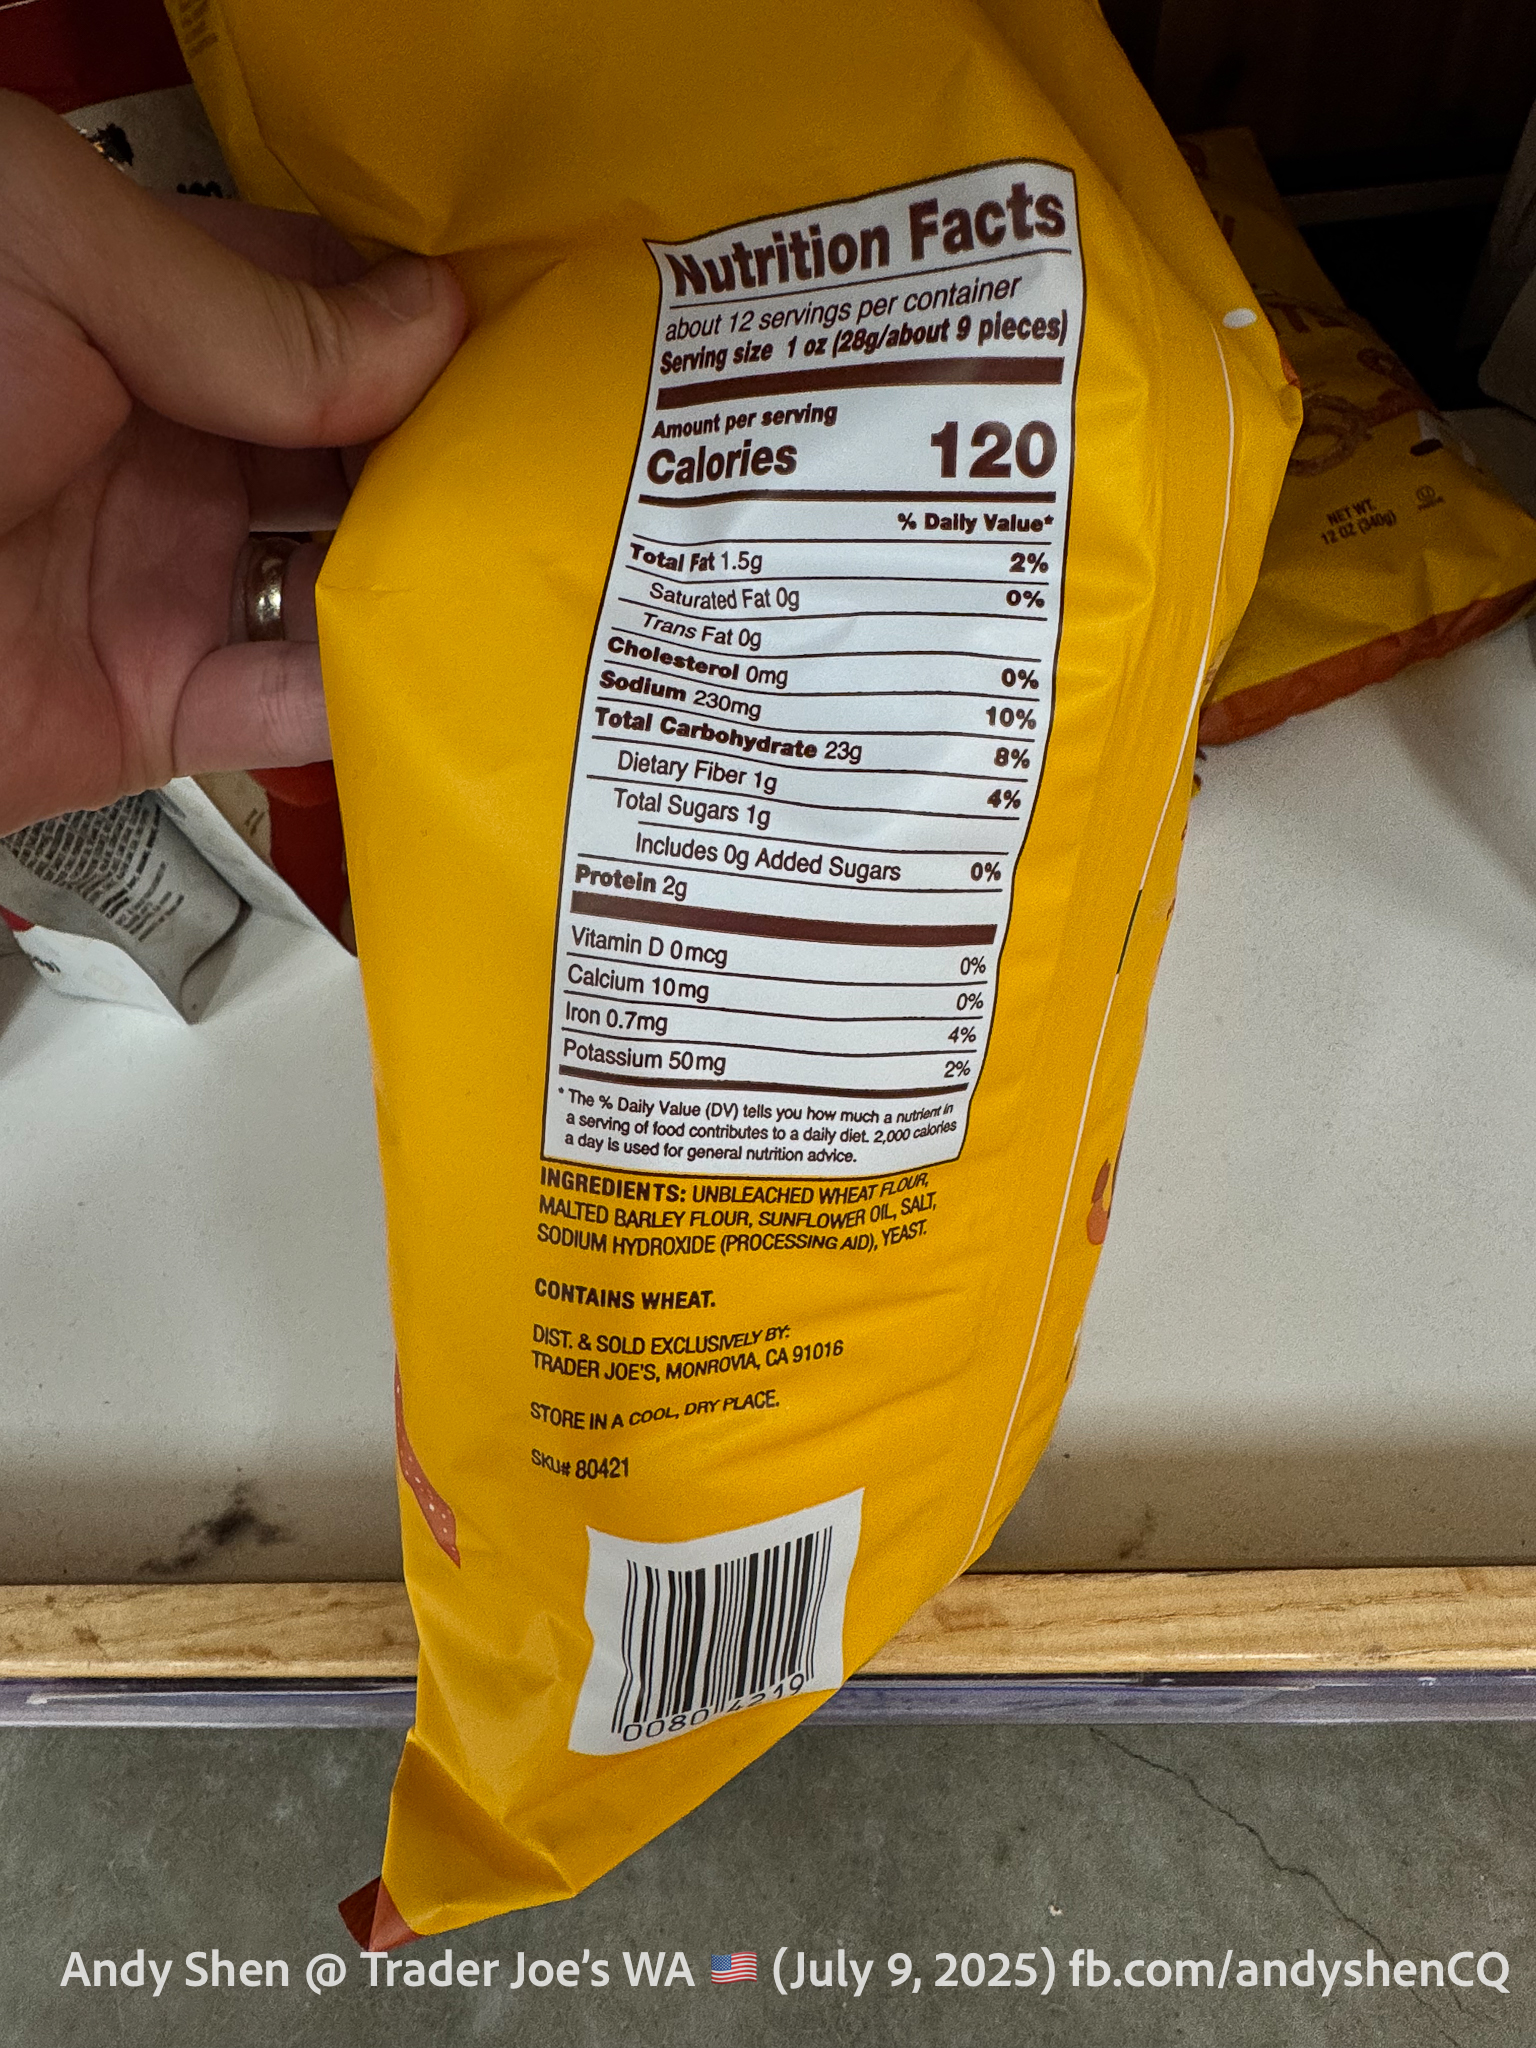 Nutrition Facts
about 12 servings per container
Serving size 1 oz (28g/about 9 pieces)
Amount per serving
Calories 120
% Daily Value*
Total Fat 1.5g 2%
Saturated Fat 0g 0%
Trans Fat 0g
Cholesterol 0mg 0%
Sodium 230mg 10%
Total Carbohydrate 23g 8%
Dietary Fiber 1g 4%
Total Sugars 1g
Includes 0g Added Sugars 0%
Protein 2g
Vitamin D 0mcg 0%
Calcium 10mg 0%
Iron 0.7mg 4%
Potassium 50mg 2%
* The % Daily Value (DV) tells you how much a nutrient in
a serving of food contributes to a daily diet. 2,000 calories
a day is used for general nutrition advice.
INGREDIENTS: UNBLEACHED WHEAT FLOUR,
MALTED BARLEY FLOUR, SUNFLOWER OIL, SALT,
SODIUM HYDROXIDE (PROCESSING AID), YEAST.
CONTAINS WHEAT.
DIST. & SOLD EXCLUSIVELY BY:
TRADER JOE'S, MONROVIA, CA 91016
STORE IN A COOL, DRY PLACE.
SKU# 80421
0080 4219
NET WT.
12 OZ (340g)
Andy Shen @ Trader Joe's WA 🇺🇸 (July 9, 2025) fb.com/andyshenCQ